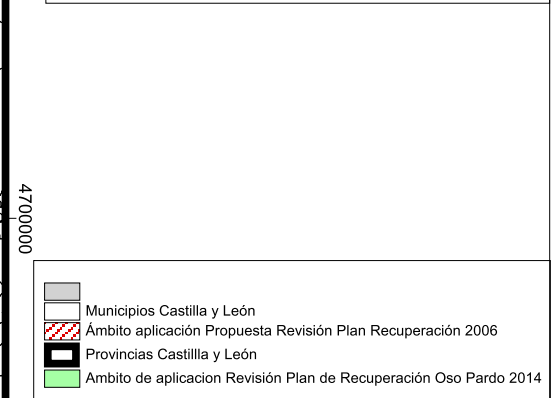 4700000
Municipios Castilla y León
Ámbito aplicación Propuesta Revisión Plan Recuperación 2006
Provincias Castillla y León
Ambito de aplicacion Revisión Plan de Recuperación Oso Pardo 2014